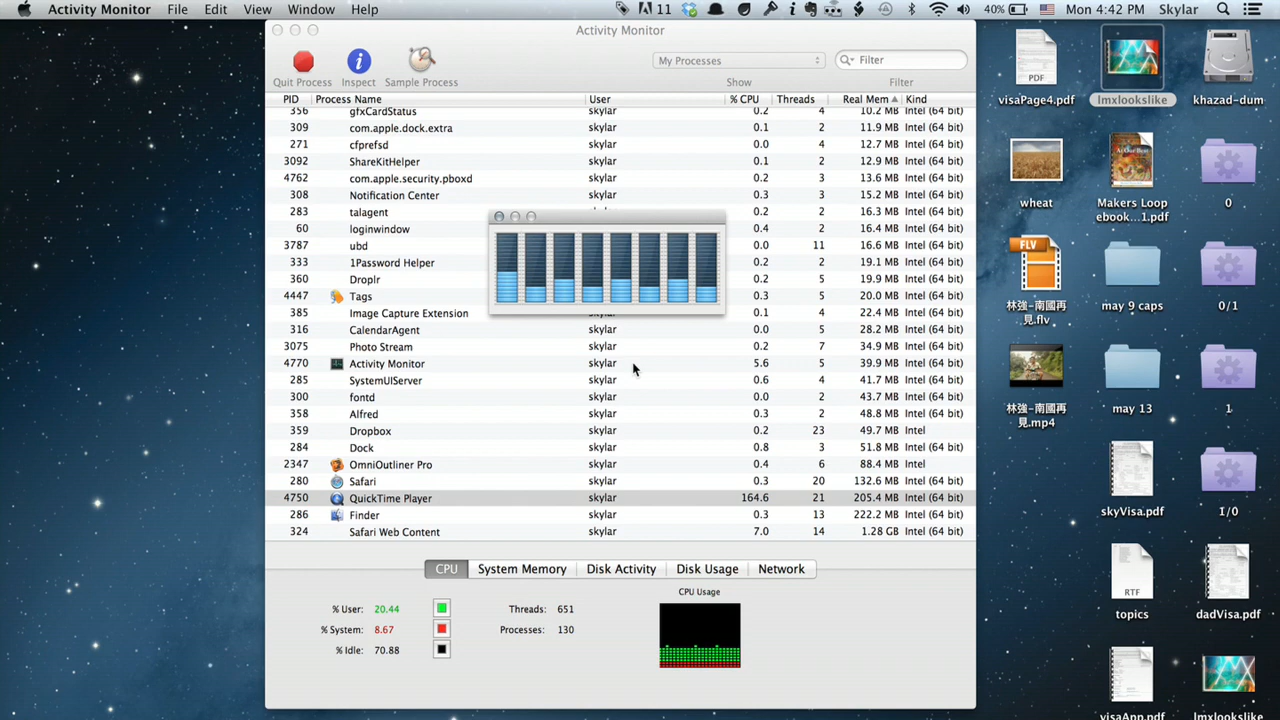 Activity Monitor File Edit View Window Help 11 40% Mon 4:42 PM Skylar
Activity Monitor
Quit Process Inspect Sample Process My Processes Show Filter Filter
PID Process Name User % CPU Threads Real Mem Kind
356 gfxCardStatus skylar 0.2 4 10.2 MB Intel (64 bit)
309 com.apple.dock.extra skylar 0.1 2 11.9 MB Intel (64 bit)
271 cfprefsd skylar 0.0 4 12.7 MB Intel (64 bit)
3092 ShareKitHelper skylar 0.1 2 12.9 MB Intel (64 bit)
4762 com.apple.security.pboxd skylar 0.2 3 13.6 MB Intel (64 bit)
308 Notification Center skylar 0.3 3 15.2 MB Intel (64 bit)
283 talagent 0.2 2 16.3 MB Intel (64 bit)
60 loginwindow 0.4 2 16.4 MB Intel (64 bit)
3787 ubd 0.0 11 16.6 MB Intel (64 bit)
333 1Password Helper 0.2 2 19.1 MB Intel (64 bit)
360 Droplr 0.2 5 19.9 MB Intel (64 bit)
4447 Tags 0.3 5 20.0 MB Intel (64 bit)
385 Image Capture Extension skylar 0.4 4 22.4 MB Intel (64 bit)
316 CalendarAgent skylar 0.0 4 28.2 MB Intel (64 bit)
3075 Photo Stream skylar 0.2 7 34.9 MB Intel (64 bit)
4770 Activity Monitor skylar 5.6 5 39.9 MB Intel (64 bit)
285 SystemUIServer skylar 0.6 4 41.7 MB Intel (64 bit)
300 fontd skylar 0.0 2 43.7 MB Intel (64 bit)
358 Alfred skylar 0.3 2 48.8 MB Intel (64 bit)
359 Dropbox skylar 0.2 23 49.7 MB Intel
284 Dock skylar 0.8 3 51.8 MB Intel (64 bit)
2347 OmniOutliner Pro skylar 0.4 6 88.4 MB Intel
280 Safari skylar 0.3 20 132.6 MB Intel (64 bit)
4750 QuickTime Player skylar 164.6 21 205.4 MB Intel (64 bit)
286 Finder skylar 0.3 13 222.2 MB Intel (64 bit)
324 Safari Web Content skylar 7.0 14 1.28 GB Intel (64 bit)
CPU System Memory Disk Activity Disk Usage Network
CPU Usage
% User: 20.44 Threads: 651
% System: 8.67 Processes: 130
% Idle: 70.88
PDF
visaPage4.pdf lmxlookslike khazad-dum
wheat
Makers Loop
ebook...1.pdf
0
FLV
林強-南國再
見.flv
may 9 caps
0/1
林強-南國再
見.mp4
may 13
1
skyVisa.pdf 1/0
RTF
topics dadVisa.pdf
visaApp.pdf lmxlookslike